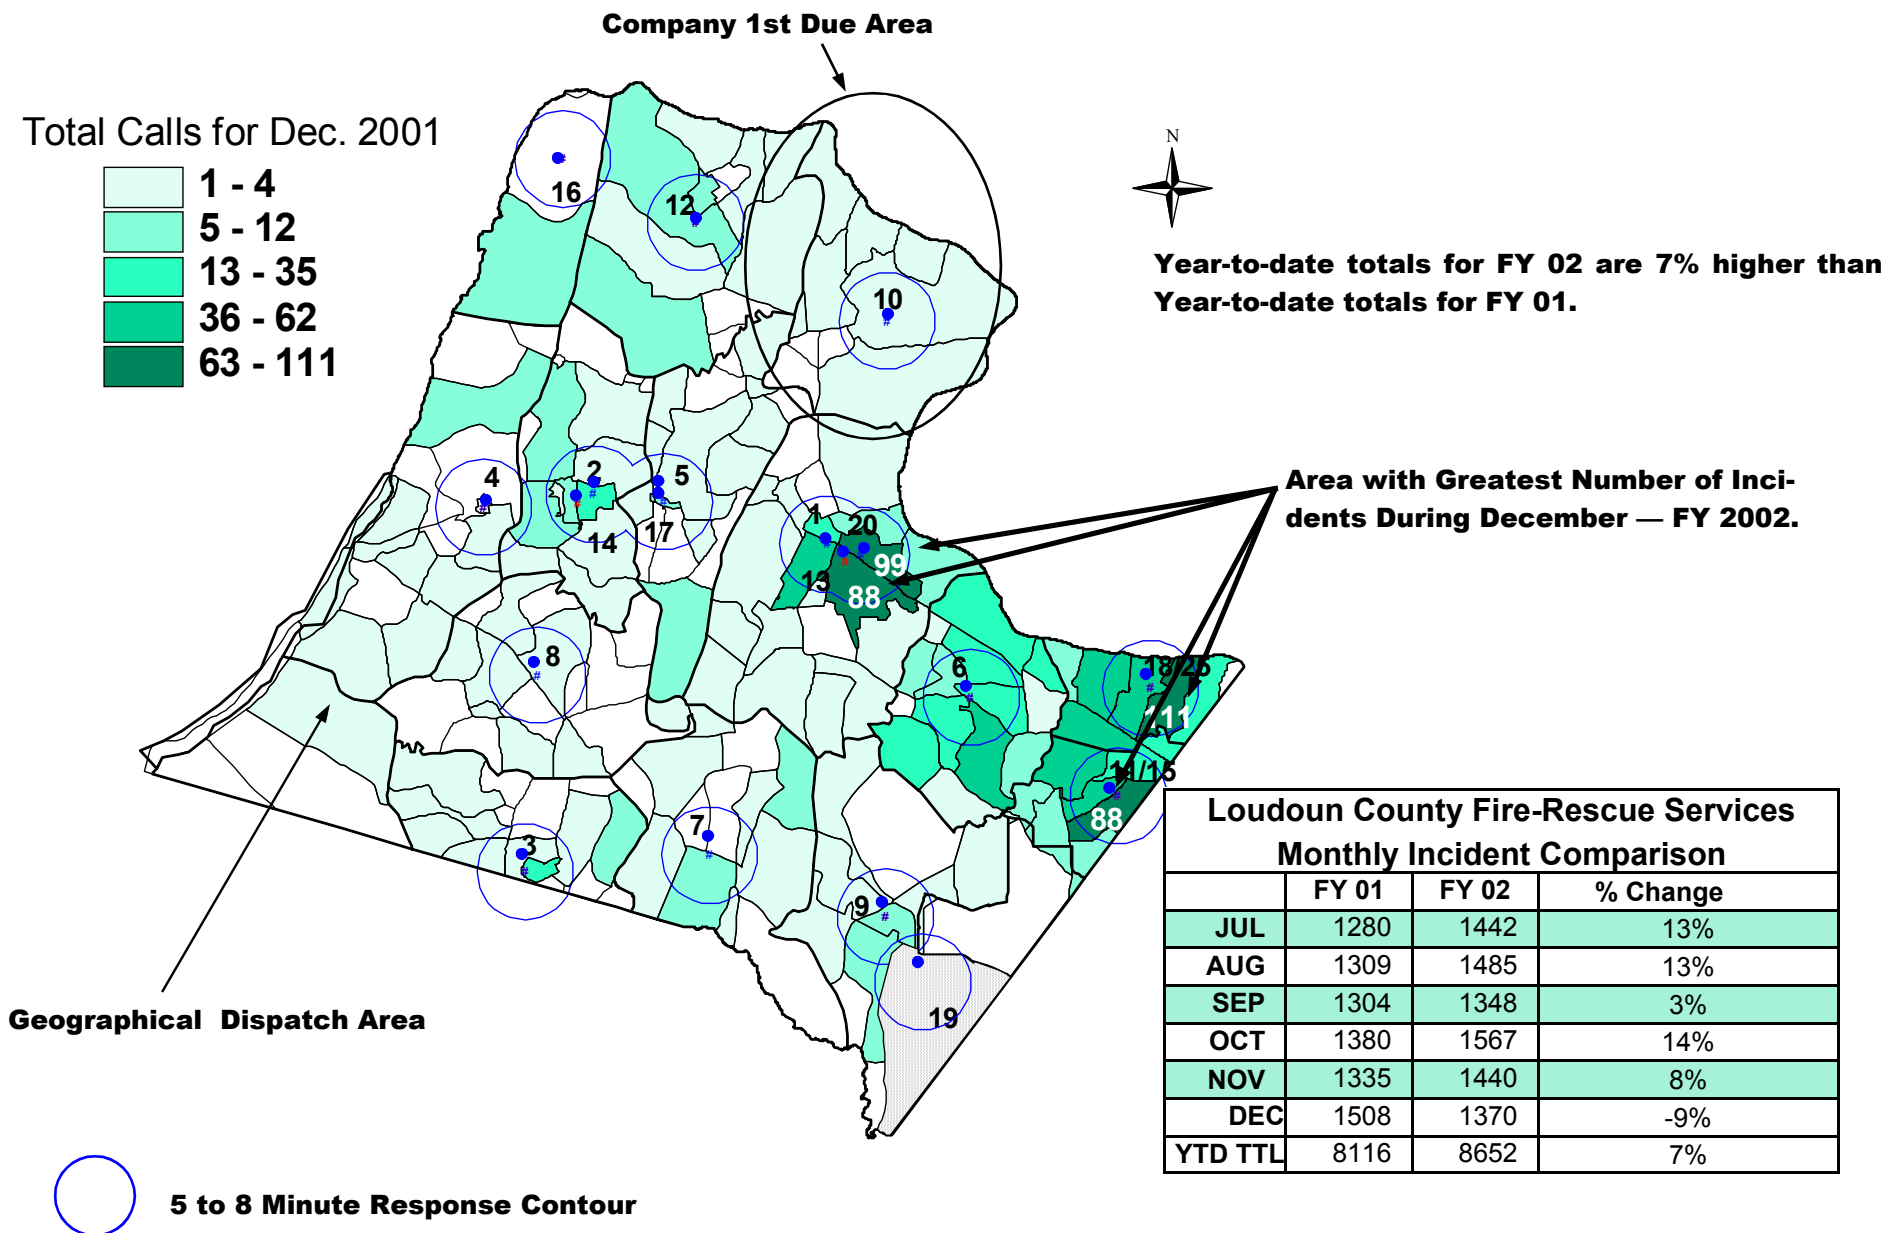 Company 1st Due Area
Total Calls for Dec. 2001
1 - 4
5 - 12
13 - 35
36 - 62
63 - 111
N
Year-to-date totals for FY 02 are 7% higher than
Year-to-date totals for FY 01.
16
12
10
4
2
5
14
17
1
20
99
13
88
Area with Greatest Number of Inci-
dents During December — FY 2002.
8
6
18/25
111
11/15
88
3
7
9
19
Geographical Dispatch Area
5 to 8 Minute Response Contour
Loudoun County Fire-Rescue Services
Monthly Incident Comparison
FY 01 FY 02 % Change
JUL 1280 1442 13%
AUG 1309 1485 13%
SEP 1304 1348 3%
OCT 1380 1567 14%
NOV 1335 1440 8%
DEC 1508 1370 -9%
YTD TTL 8116 8652 7%